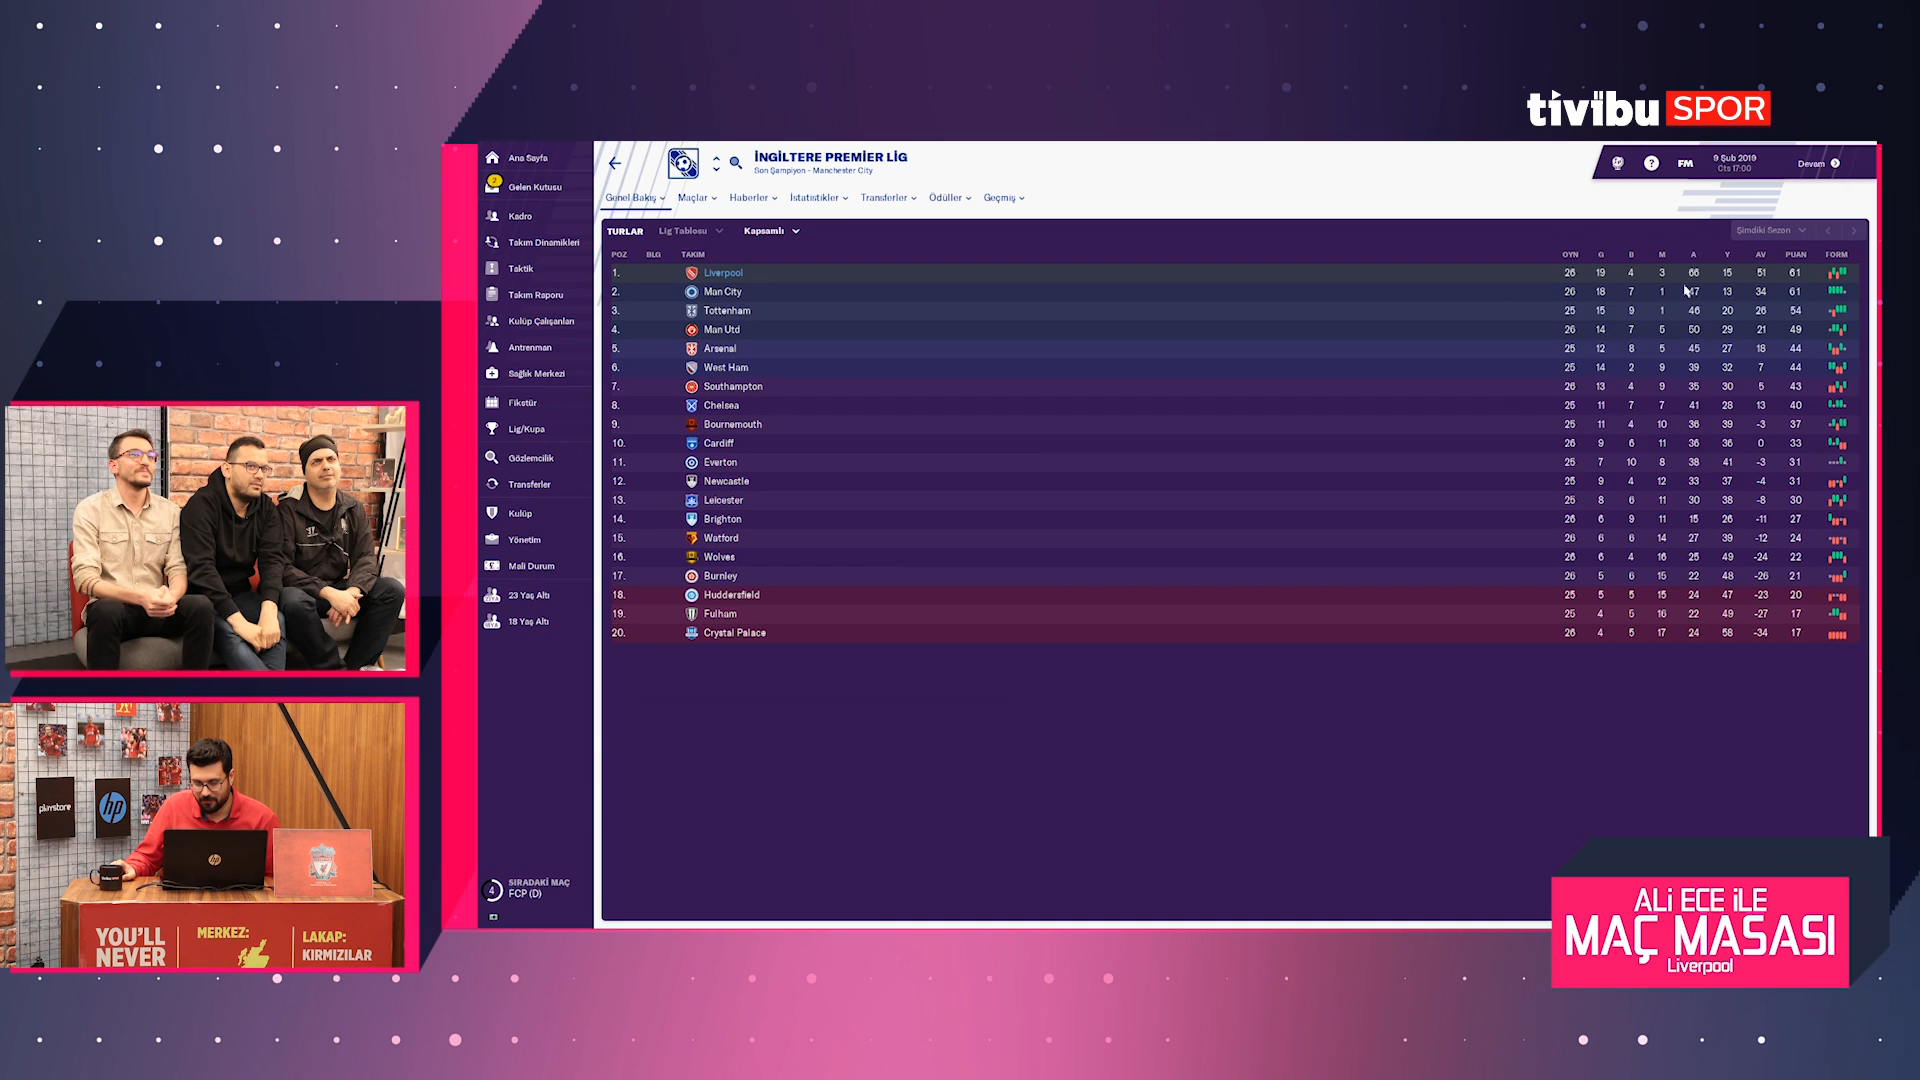 tivibu SPOR
Ana Sayfa
2
Gelen Kutusu
Kadro
Takım Dinamikleri
Taktik
Takım Raporu
Kulüp Çalışanları
Antrenman
Sağlık Merkezi
Fikstür
Lig/Kupa
Gözlemcilik
Transferler
Kulüp
Yönetim
Mali Durum
23 Yaş Altı
18 Yaş Altı
4
SIRADAKİ MAÇ
FCP (D)
İNGİLTERE PREMİER LİG
Son Şampiyon - Manchester City
FM
9 Şub 2019
Cts 17:00
Devam
Genel Bakış Maçlar Haberler İstatistikler Transferler Ödüller Geçmiş
TURLAR Lig Tablosu Kapsamlı Şimdiki Sezon
POZ BLG TAKIM OYN G B M A Y AV PUAN FORM
1. Liverpool 26 19 4 3 66 15 51 61
2. Man City 26 18 7 1 47 13 34 61
3. Tottenham 25 15 9 1 46 20 26 54
4. Man Utd 26 14 7 5 50 29 21 49
5. Arsenal 25 12 8 5 45 27 18 44
6. West Ham 25 14 2 9 39 32 7 44
7. Southampton 26 13 4 9 35 30 5 43
8. Chelsea 25 11 7 7 41 28 13 40
9. Bournemouth 25 11 4 10 36 39 -3 37
10. Cardiff 26 9 6 11 36 36 0 33
11. Everton 25 7 10 8 38 41 -3 31
12. Newcastle 25 9 4 12 33 37 -4 31
13. Leicester 25 8 6 11 30 38 -8 30
14. Brighton 26 6 9 11 15 26 -11 27
15. Watford 26 6 6 14 27 39 -12 24
16. Wolves 26 6 4 16 25 49 -24 22
17. Burnley 26 5 6 15 22 48 -26 21
18. Huddersfield 25 5 5 15 24 47 -23 20
19. Fulham 25 4 5 16 22 49 -27 17
20. Crystal Palace 26 4 5 17 24 58 -34 17
playstore
hp
hp
YOU'LL
NEVER
MERKEZ:
LAKAP:
KIRMIZILAR
ALİ ECE İLE
MAÇ MASASI
Liverpool